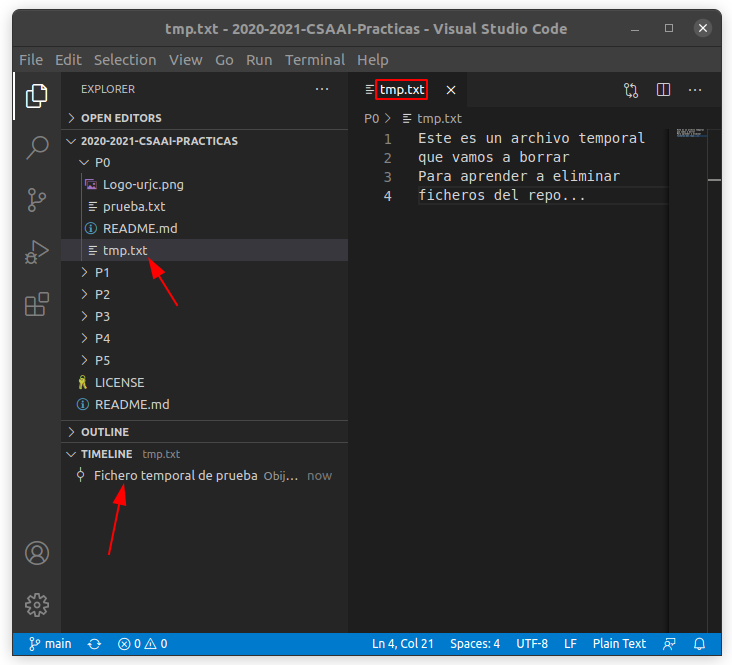 tmp.txt - 2020-2021-CSAAI-Practicas - Visual Studio Code
File Edit Selection View Go Run Terminal Help
EXPLORER
OPEN EDITORS
2020-2021-CSAAI-PRACTICAS
P0
Logo-urjc.png
prueba.txt
README.md
tmp.txt
P1
P2
P3
P4
P5
LICENSE
README.md
OUTLINE
TIMELINE tmp.txt
Fichero temporal de prueba Obij... now
tmp.txt
P0 > tmp.txt
1 Este es un archivo temporal
2 que vamos a borrar
3 Para aprender a eliminar
4 ficheros del repo...
main 0 0 Ln 4, Col 21 Spaces: 4 UTF-8 LF Plain Text